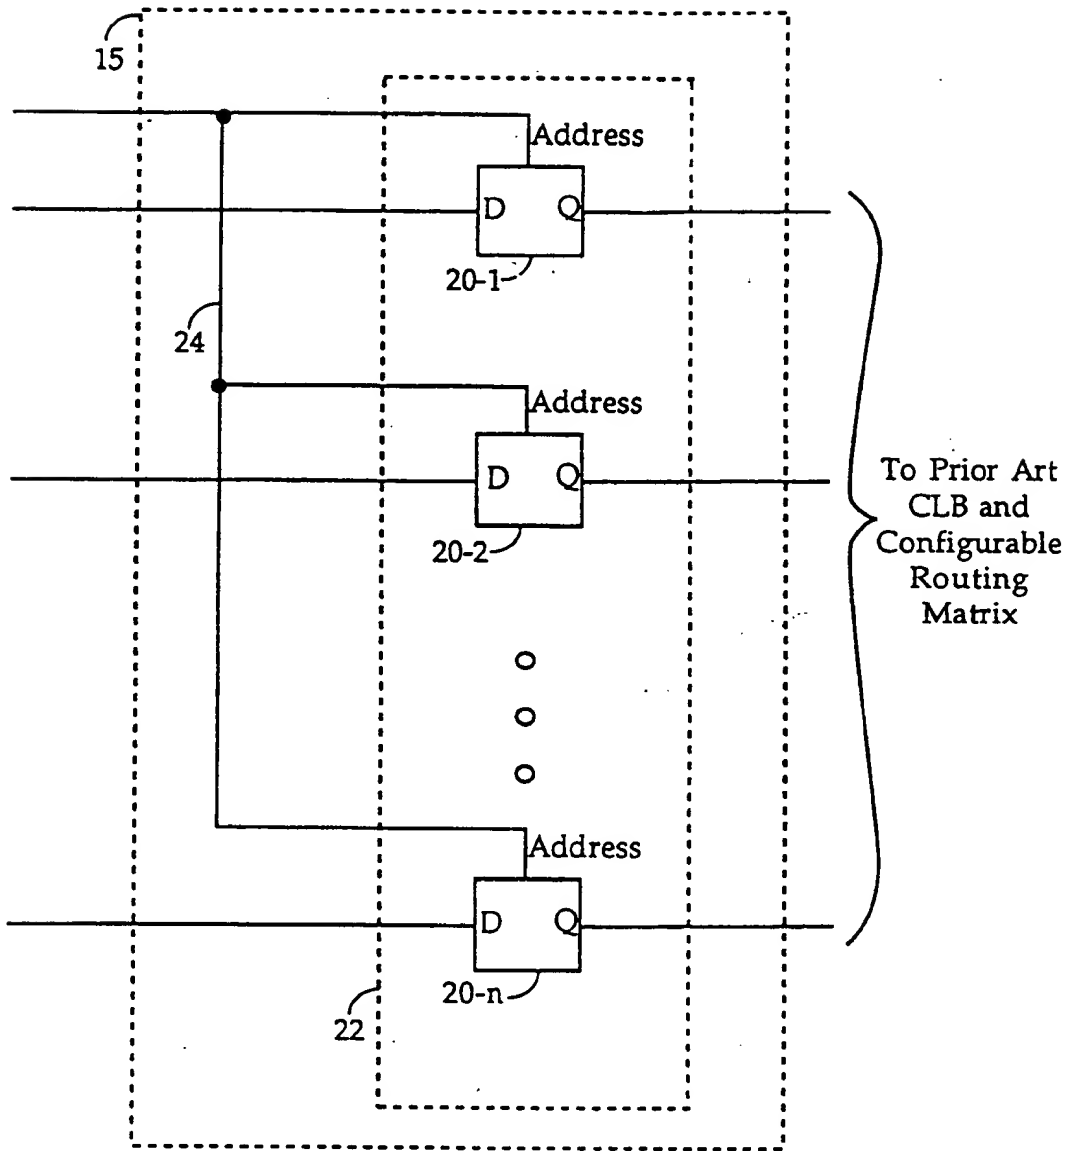 15
Address
D Q
20-1
24
Address
D Q
20-2
To Prior Art
CLB and
Configurable
Routing
Matrix
Address
D Q
20-n
22